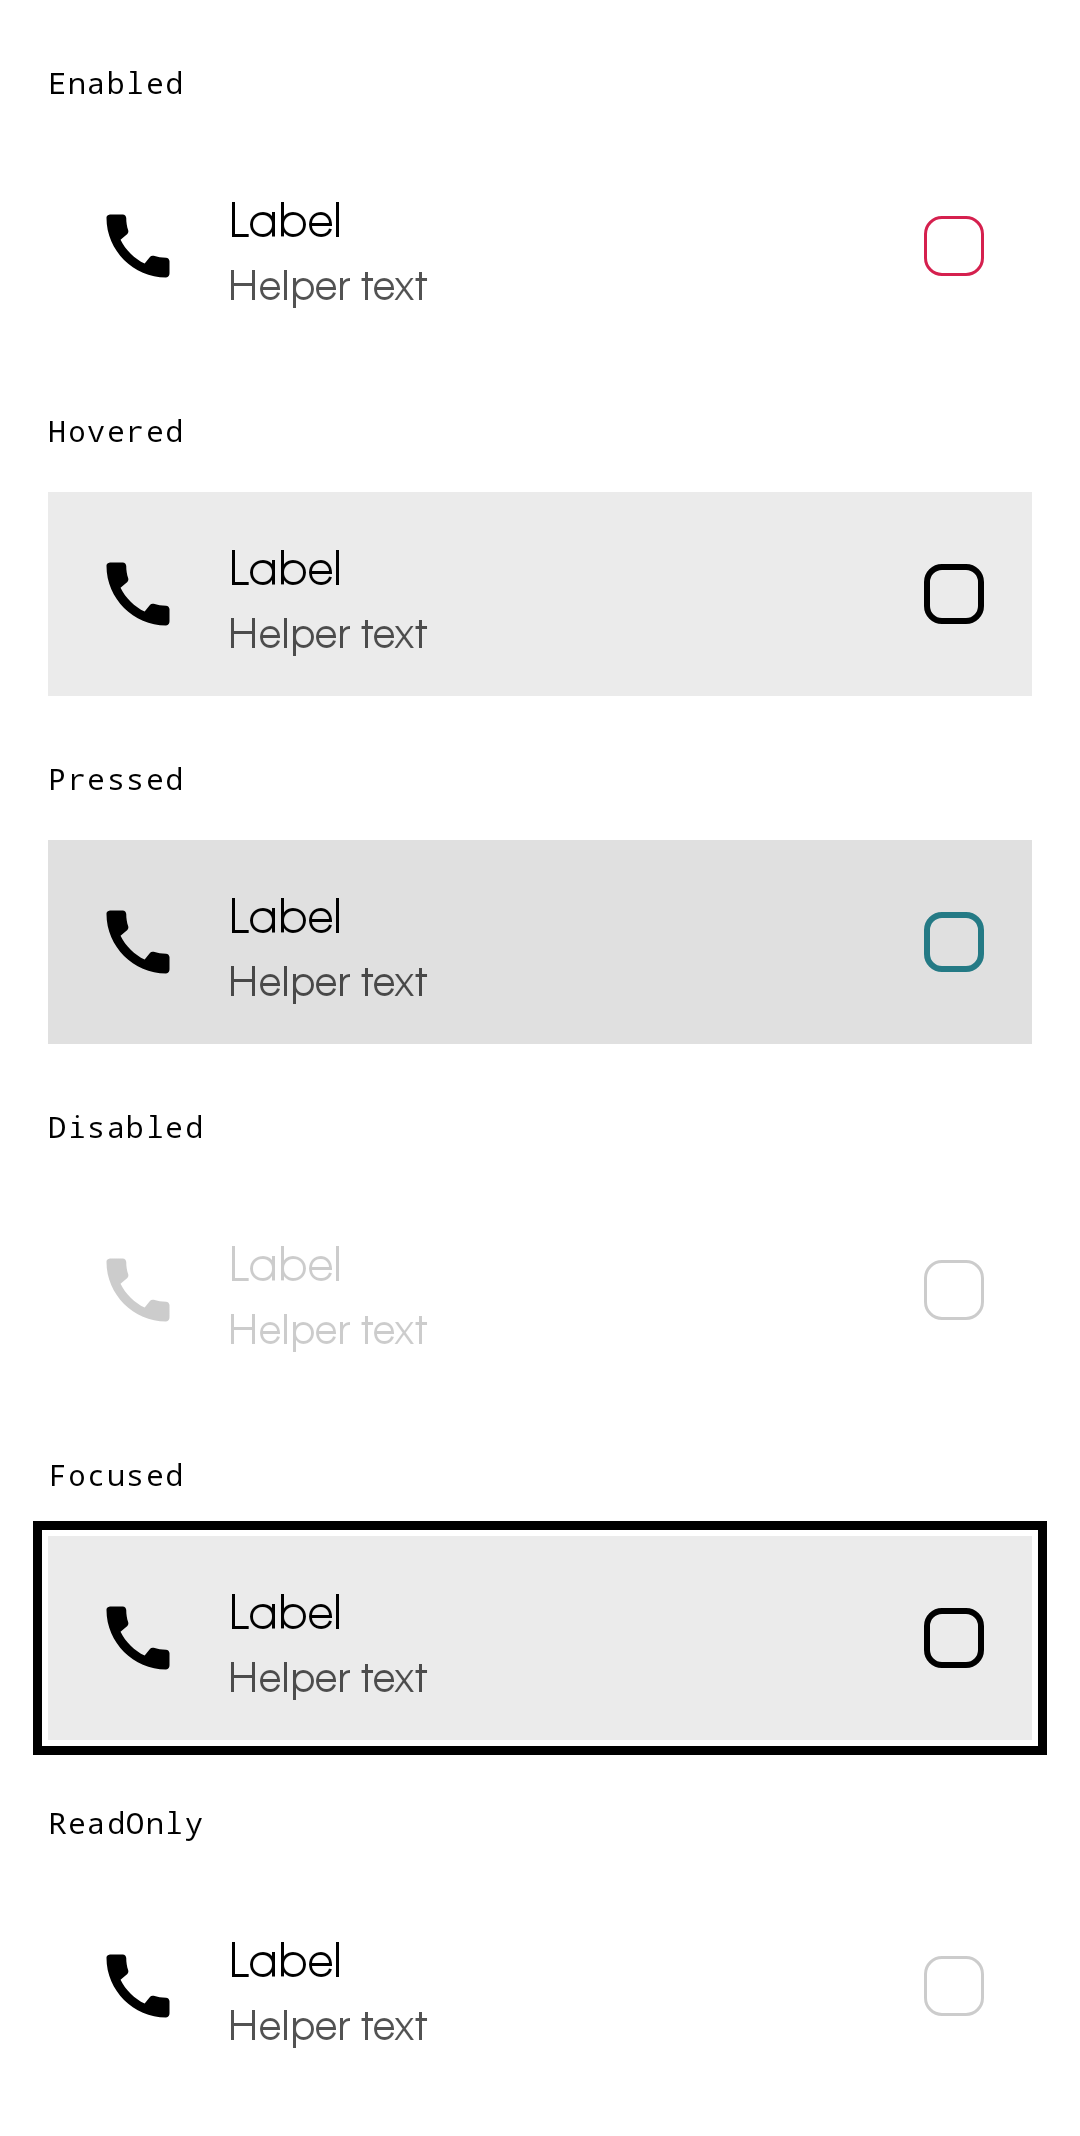 Enabled
Label
Helper text
Hovered
Label
Helper text
Pressed
Label
Helper text
Disabled
Label
Helper text
Focused
Label
Helper text
ReadOnly
Label
Helper text